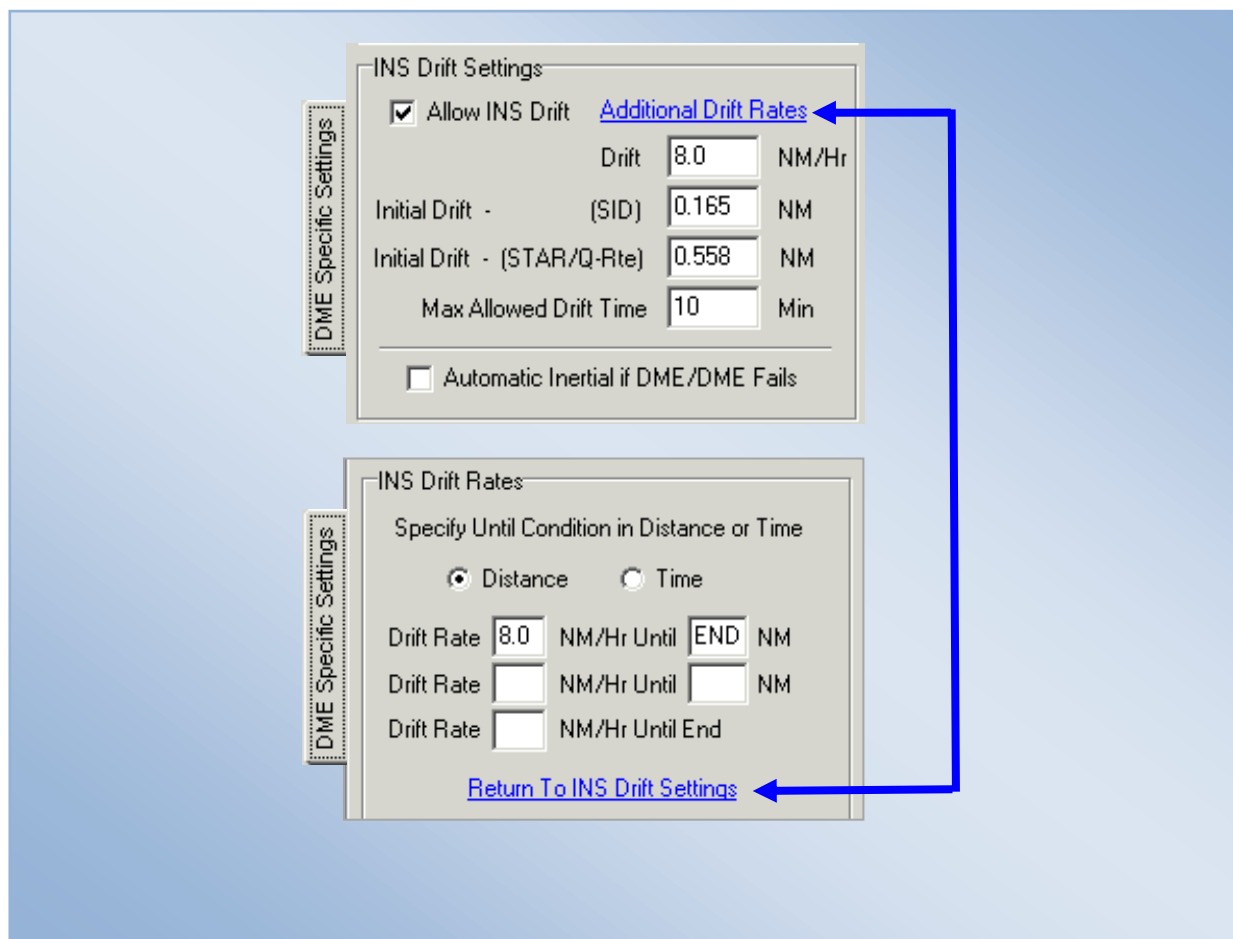 INS Drift Settings
DME Specific Settings
Allow INS Drift Additional Drift Rates
Drift 8.0 NM/Hr
Initial Drift - (SID) 0.165 NM
Initial Drift - (STAR/Q-Rte) 0.558 NM
Max Allowed Drift Time 10 Min
Automatic Inertial if DME/DME Fails
INS Drift Rates
DME Specific Settings
Specify Until Condition in Distance or Time
Distance Time
Drift Rate 8.0 NM/Hr Until END NM
Drift Rate NM/Hr Until NM
Drift Rate NM/Hr Until End
Return To INS Drift Settings